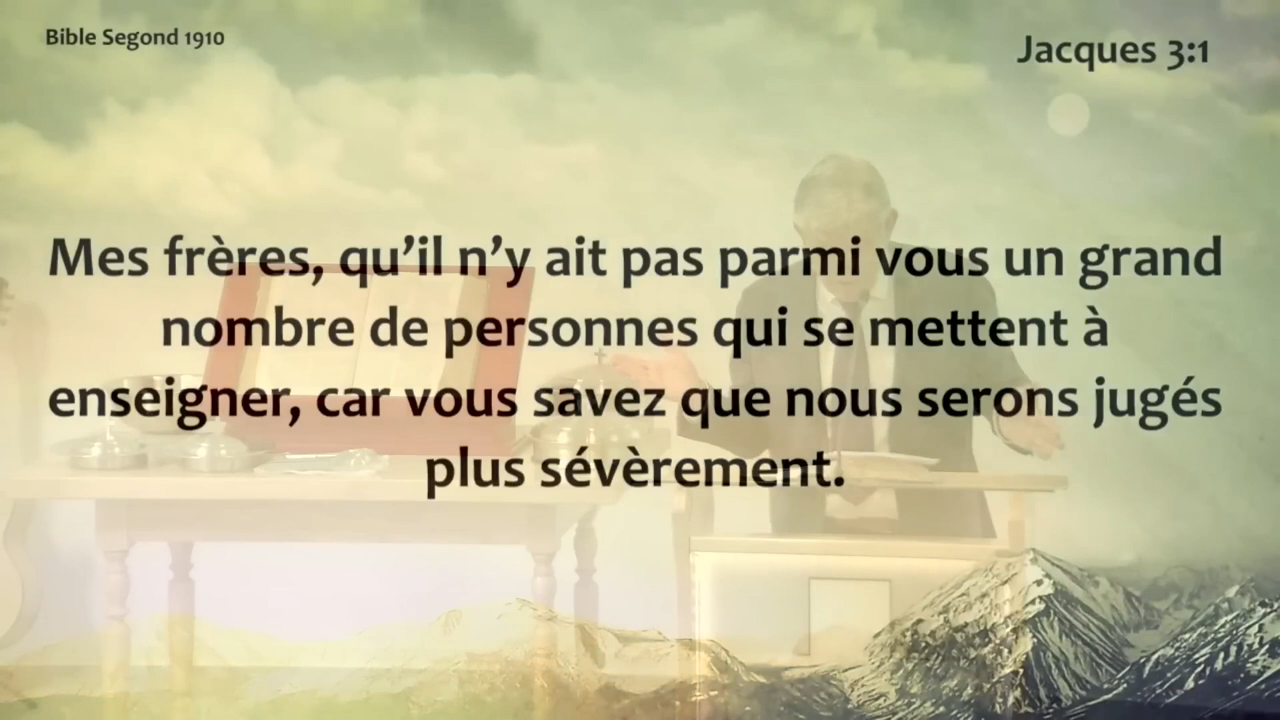 Bible Segond 1910
Jacques 3:1
Mes frères, qu’il n’y ait pas parmi vous un grand
nombre de personnes qui se mettent à
enseigner, car vous savez que nous serons jugés
plus sévèrement.